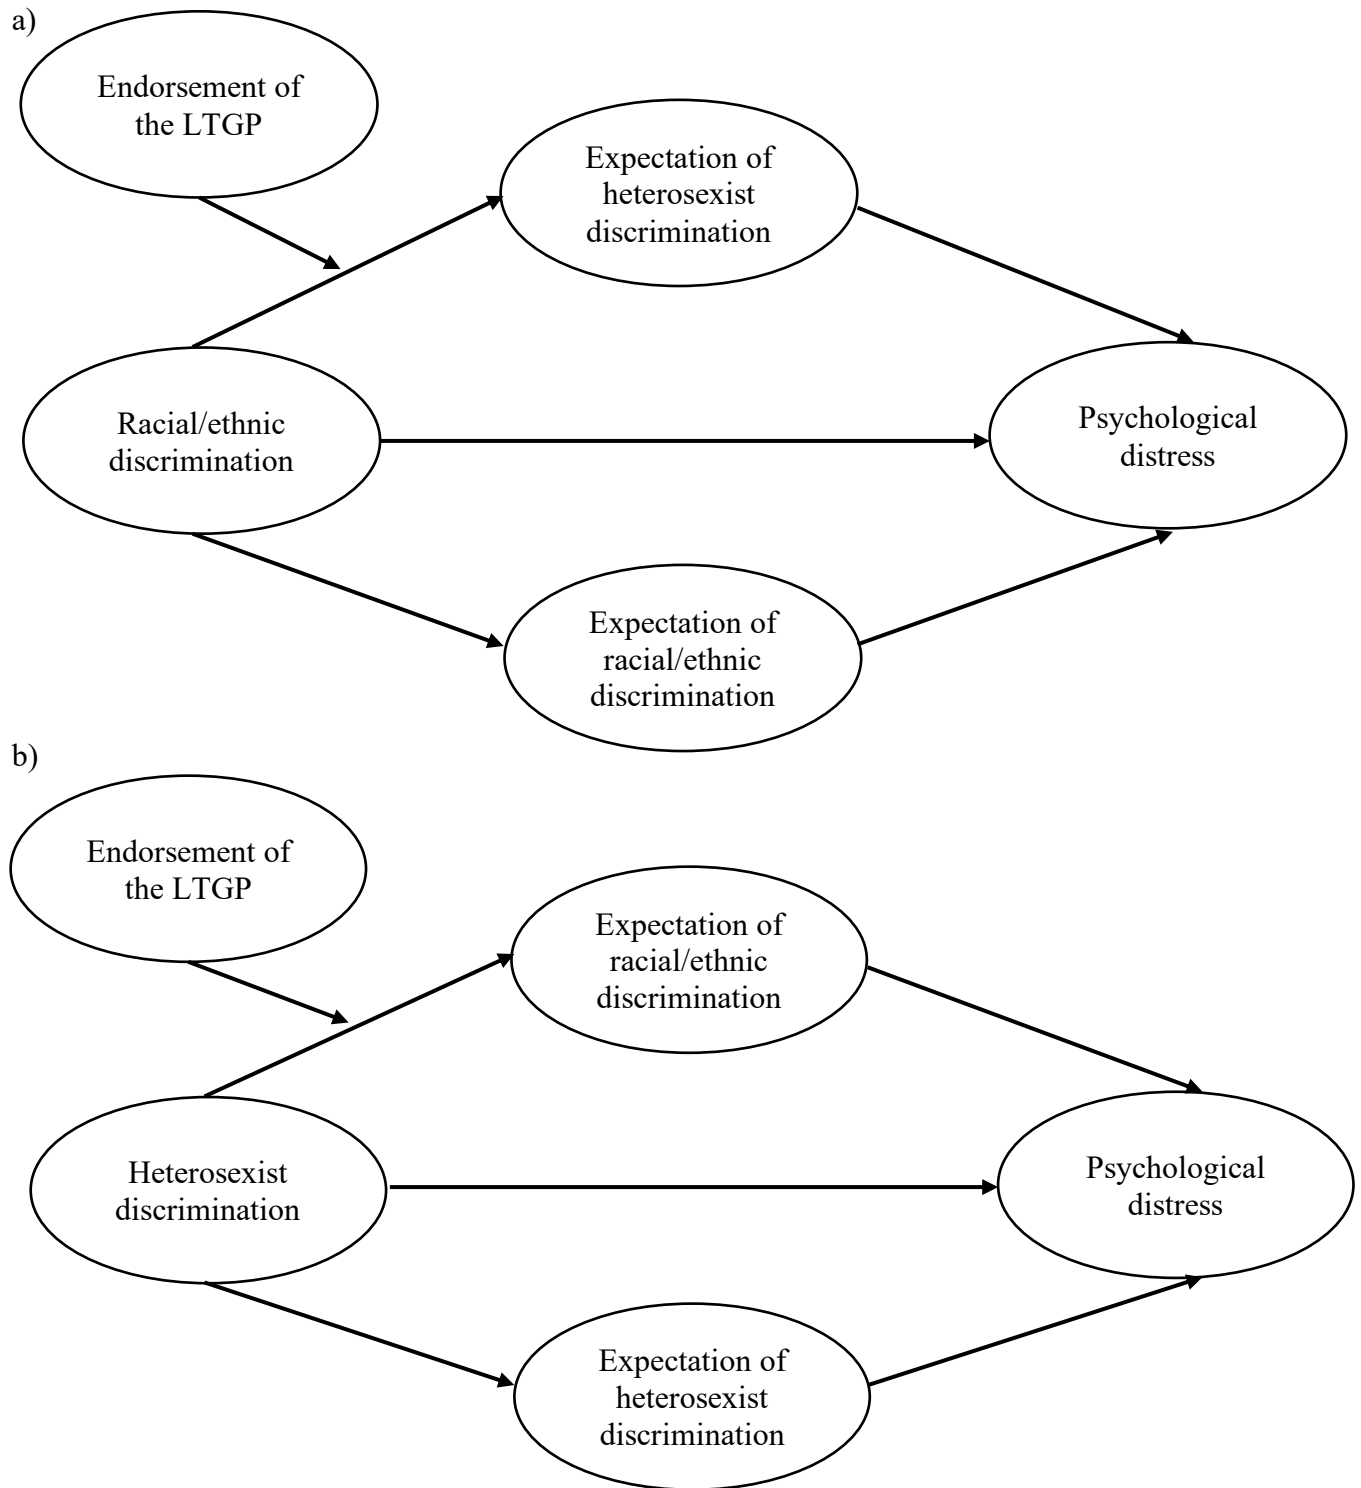 a)
Endorsement of
the LTGP
Expectation of
heterosexist
discrimination
Racial/ethnic
discrimination
Psychological
distress
Expectation of
racial/ethnic
discrimination
b)
Endorsement of
the LTGP
Expectation of
racial/ethnic
discrimination
Heterosexist
discrimination
Psychological
distress
Expectation of
heterosexist
discrimination